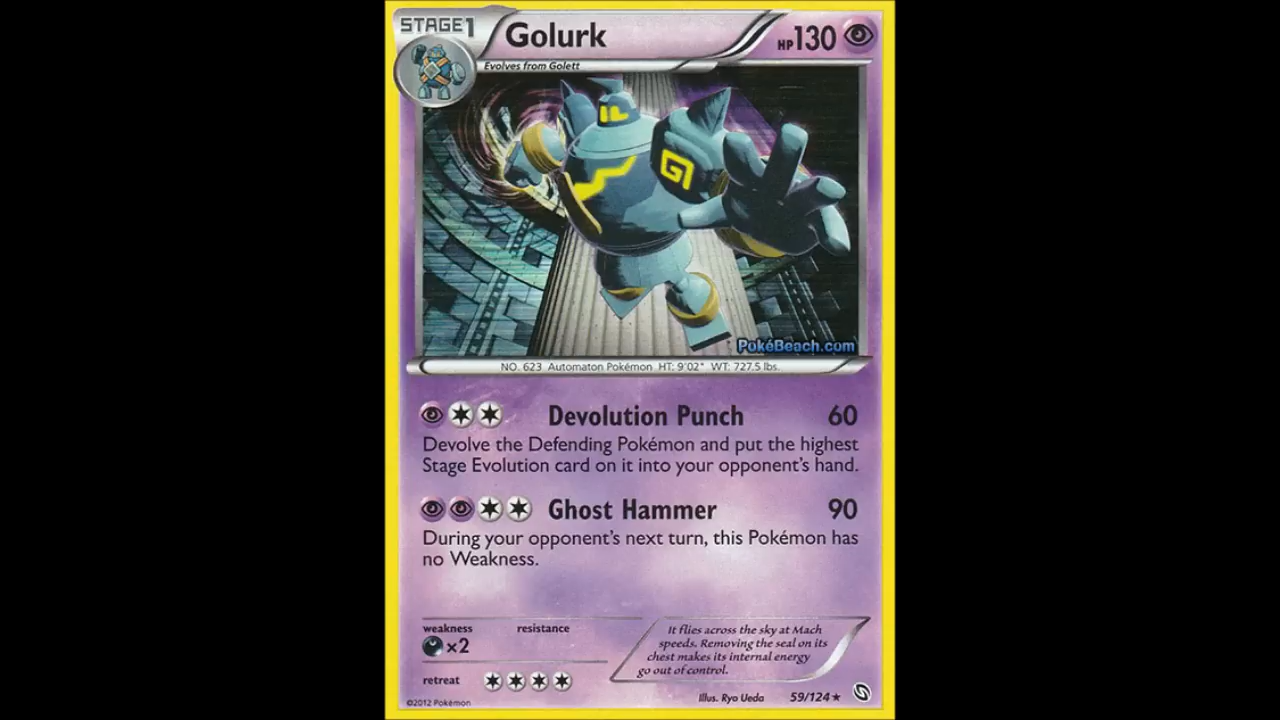 STAGE1
Golurk
HP130
Evolves from Golett
PokéBeach.com
NO. 623 Automaton Pokémon HT: 9'02" WT: 727.5 lbs.
Devolution Punch 60
Devolve the Defending Pokémon and put the highest
Stage Evolution card on it into your opponent's hand.
Ghost Hammer 90
During your opponent's next turn, this Pokémon has
no Weakness.
weakness resistance
×2
retreat
It flies across the sky at Mach
speeds. Removing the seal on its
chest makes its internal energy
go out of control.
Illus. Ryo Ueda 59/124★
©2012 Pokémon